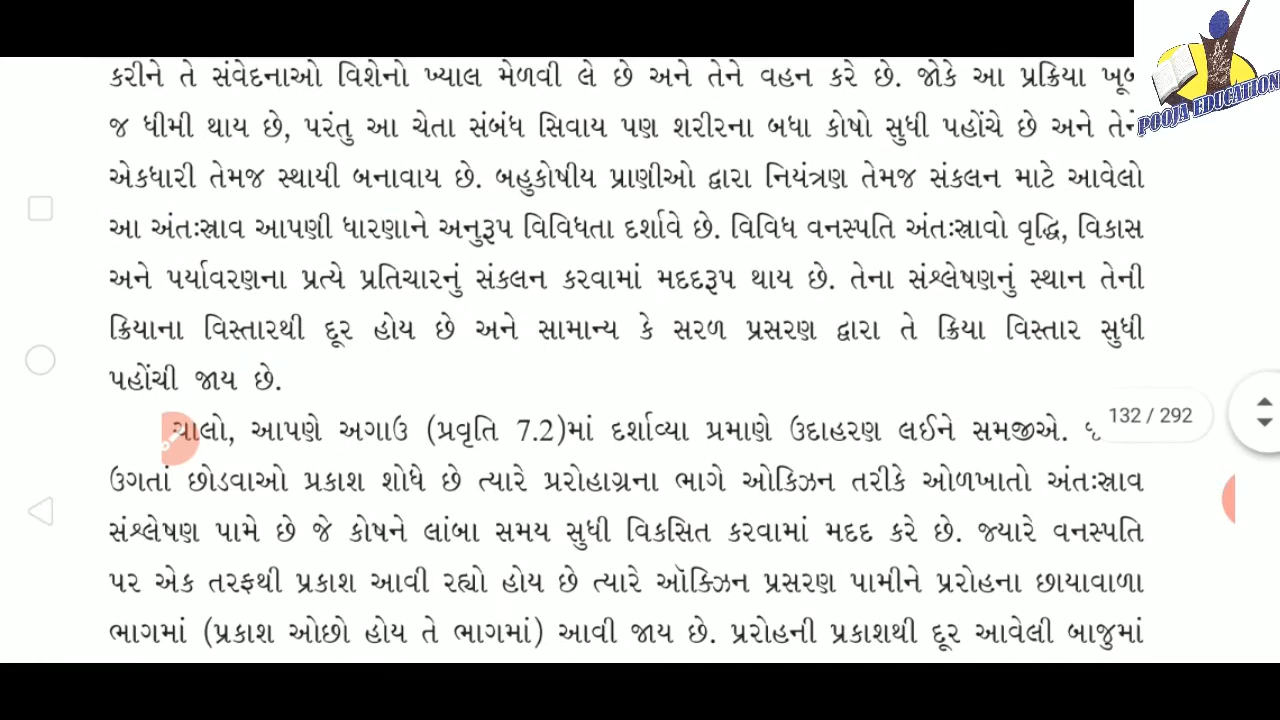 કરીને તે સંવેદનાઓ વિશેનો ખ્યાલ મેળવી લે છે અને તેને વહન કરે છે. જોકે આ પ્રક્રિયા
જ ધીમી થાય છે, પરંતુ આ ચેતા સંબંધ સિવાય પણ શરીરના બધા કોષો સુધી પહોંચે છે અને
એકધારી તેમજ સ્થાયી બનાવાય છે. બહુકોષીય પ્રાણીઓ દ્વારા નિયંત્રણ તેમજ સંકલન માટે આવેલો
આ અંતઃસ્રાવ આપણી ધારણાને અનુરૂપ વિવિધતા દર્શાવે છે. વિવિધ વનસ્પતિ અંતઃસ્રાવો વૃદ્ધિ, વિકાસ
અને પર્યાવરણના પ્રત્યે પ્રતિચારનું સંકલન કરવામાં મદદરૂપ થાય છે. તેના સંશ્લેષણનું સ્થાન તેની
ક્રિયાના વિસ્તારથી દૂર હોય છે અને સામાન્ય કે સરળ પ્રસરણ દ્વારા તે ક્રિયા વિસ્તાર સુધી
પહોંચી જાય છે.
ચાલો, આપણે અગાઉ (પ્રવૃતિ 7.2)માં દર્શાવ્યા પ્રમાણે ઉદાહરણ લઈને સમજીએ.
ઉગતાં છોડવાઓ પ્રકાશ શોધે છે ત્યારે પ્રરોહાગ્રના ભાગે ઓકિઝન તરીકે ઓળખાતો અંતઃસ્રાવ
સંશ્લેષણ પામે છે જે કોષને લાંબા સમય સુધી વિકસિત કરવામાં મદદ કરે છે. જ્યારે વનસ્પતિ
પર એક તરફથી પ્રકાશ આવી રહ્યો હોય છે ત્યારે ઑક્ઝિન પ્રસરણ પામીને પ્રરોહના છાયાવાળા
ભાગમાં (પ્રકાશ ઓછો હોય તે ભાગમાં) આવી જાય છે. પ્રરોહની પ્રકાશથી દૂર આવેલી બાજુમાં
132 / 292
POOJA EDUCATION